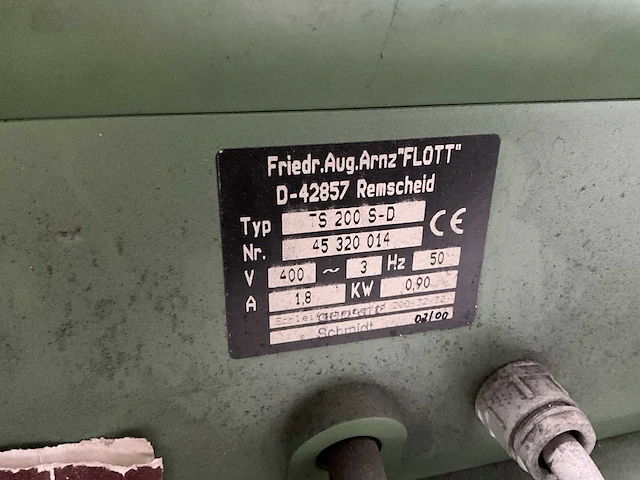 Friedr.Aug.Arnz"FLOTT"
D-42857 Remscheid
Typ TS 200 S-D CE
Nr. 45 320 014
V 400 ~ 3 Hz 50
A 1,8 KW 0,90
Schmidt 02/00